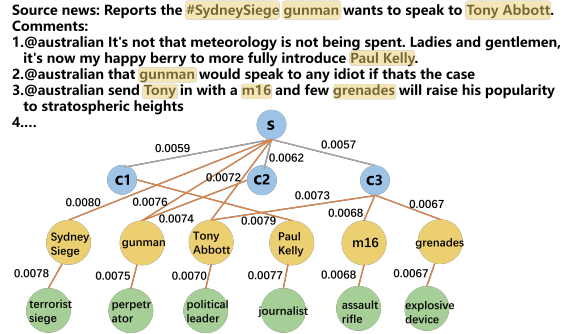 Source news: Reports the #SydneySiege gunman wants to speak to Tony Abbott.
Comments:
1.@australian It's not that meteorology is not being spent. Ladies and gentlemen,
it's now my happy berry to more fully introduce Paul Kelly.
2.@australian that gunman would speak to any idiot if thats the case
3.@australian send Tony in with a m16 and few grenades will raise his popularity
to stratospheric heights
4....
s
0.0059
0.0062
0.0057
c1
c2
c3
0.0080
0.0076
0.0072
0.0074
0.0079
0.0073
0.0068
0.0067
Sydney
Siege
gunman
Tony
Abbott
Paul
Kelly
m16
grenades
0.0078
0.0075
0.0070
0.0077
0.0068
0.0067
terrorist
siege
perpetr
ator
political
leader
journalist
assault
rifle
explosive
device